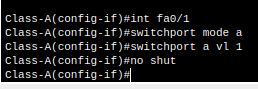 Class-A(config-if)#int fa0/1
Class-A(config-if)#switchport mode a
Class-A(config-if)#switchport a vl 1
Class-A(config-if)#no shut
Class-A(config-if)#